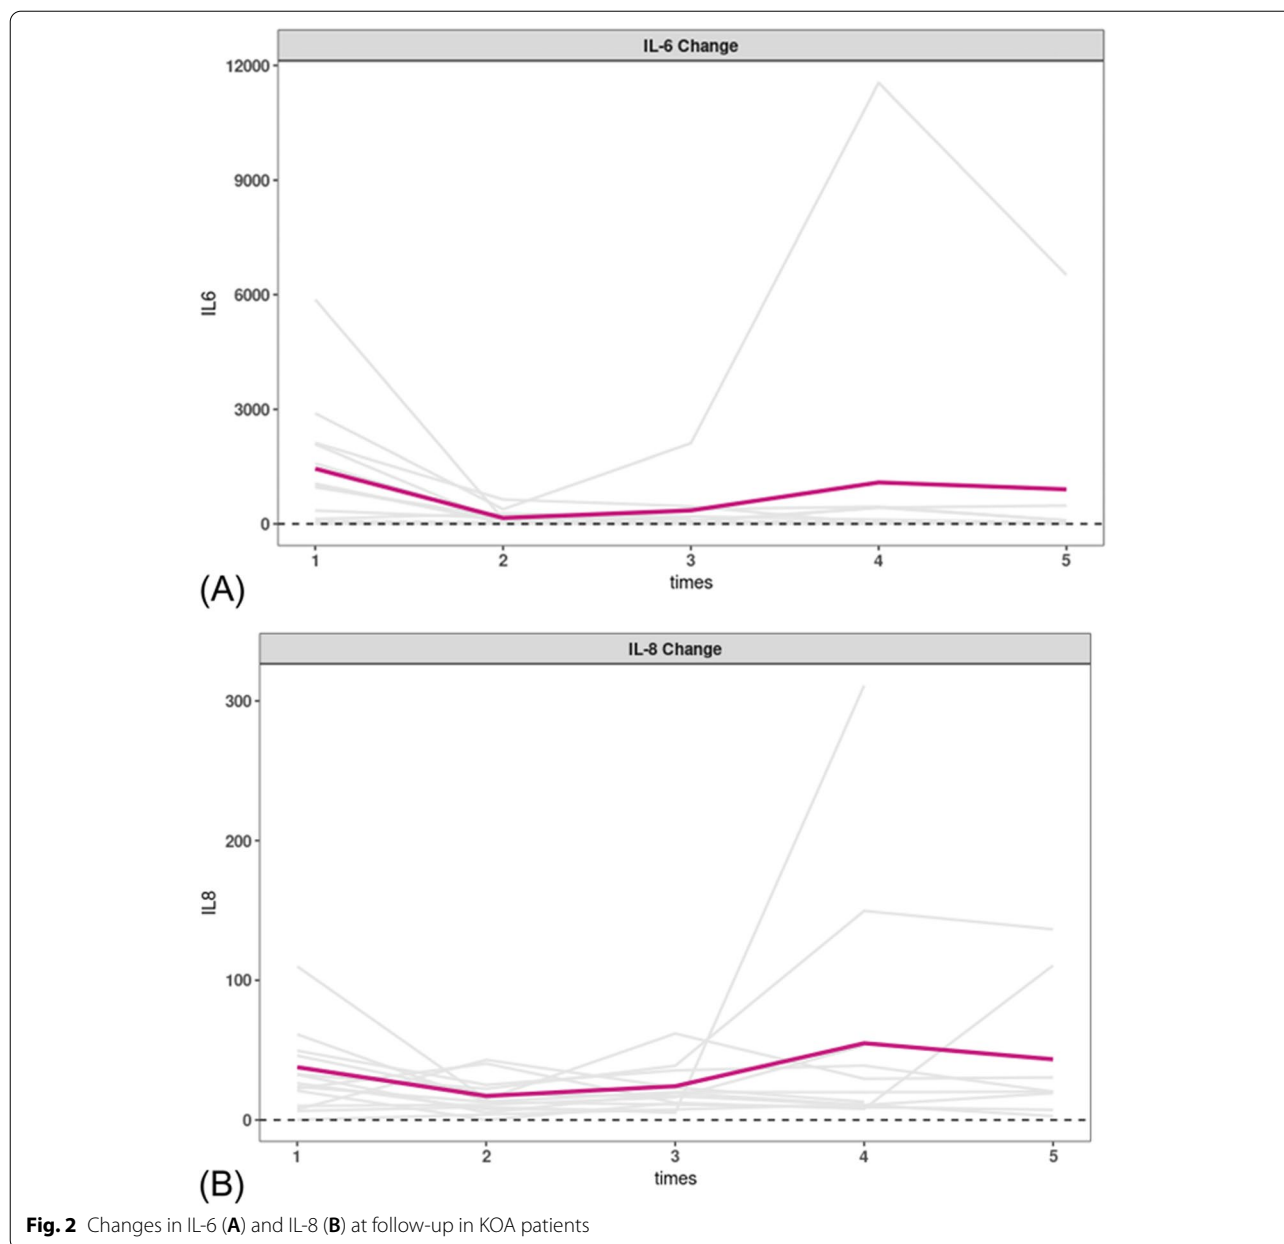 IL-6 Change
12000
9000
6000
3000
0
IL6
1 2 3 4 5
times
(A)
IL-8 Change
300
200
100
0
IL8
1 2 3 4 5
times
(B)
Fig. 2 Changes in IL-6 (A) and IL-8 (B) at follow-up in KOA patients